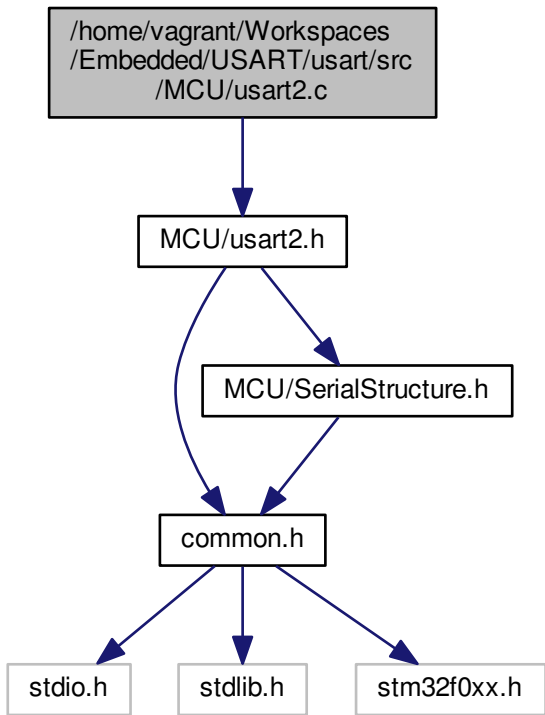 /home/vagrant/Workspaces
/Embedded/USART/usart/src
/MCU/usart2.c
MCU/usart2.h
MCU/SerialStructure.h
common.h
stdio.h
stdlib.h
stm32f0xx.h